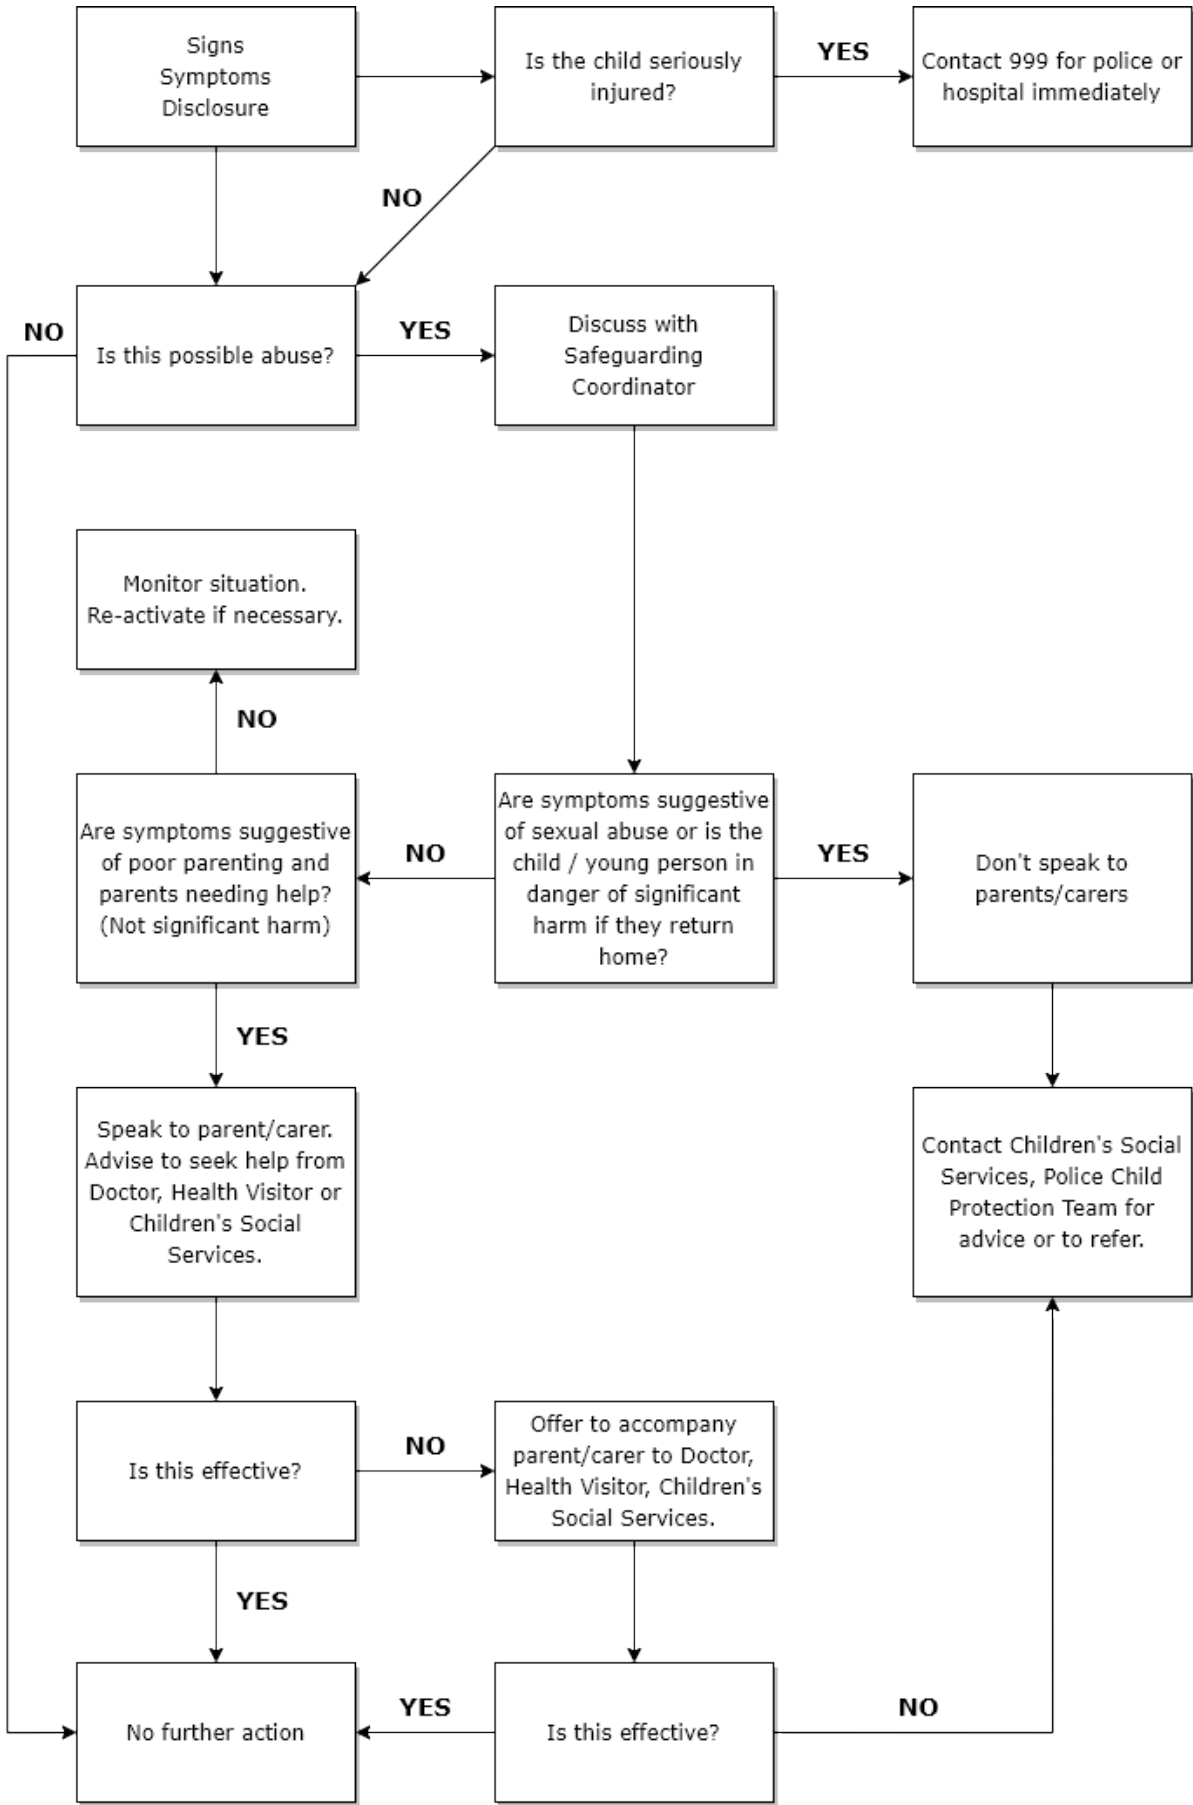 Signs
Symptoms
Disclosure
Is the child seriously
injured?
YES
Contact 999 for police or
hospital immediately
NO
NO
Is this possible abuse?
YES
Discuss with
Safeguarding
Coordinator
Monitor situation.
Re-activate if necessary.
NO
Are symptoms suggestive
of poor parenting and
parents needing help?
(Not significant harm)
NO
Are symptoms suggestive
of sexual abuse or is the
child / young person in
danger of significant
harm if they return
home?
YES
Don't speak to
parents/carers
YES
Speak to parent/carer.
Advise to seek help from
Doctor, Health Visitor or
Children's Social
Services.
Contact Children's Social
Services, Police Child
Protection Team for
advice or to refer.
Is this effective?
NO
Offer to accompany
parent/carer to Doctor,
Health Visitor, Children's
Social Services.
YES
No further action
YES
Is this effective?
NO